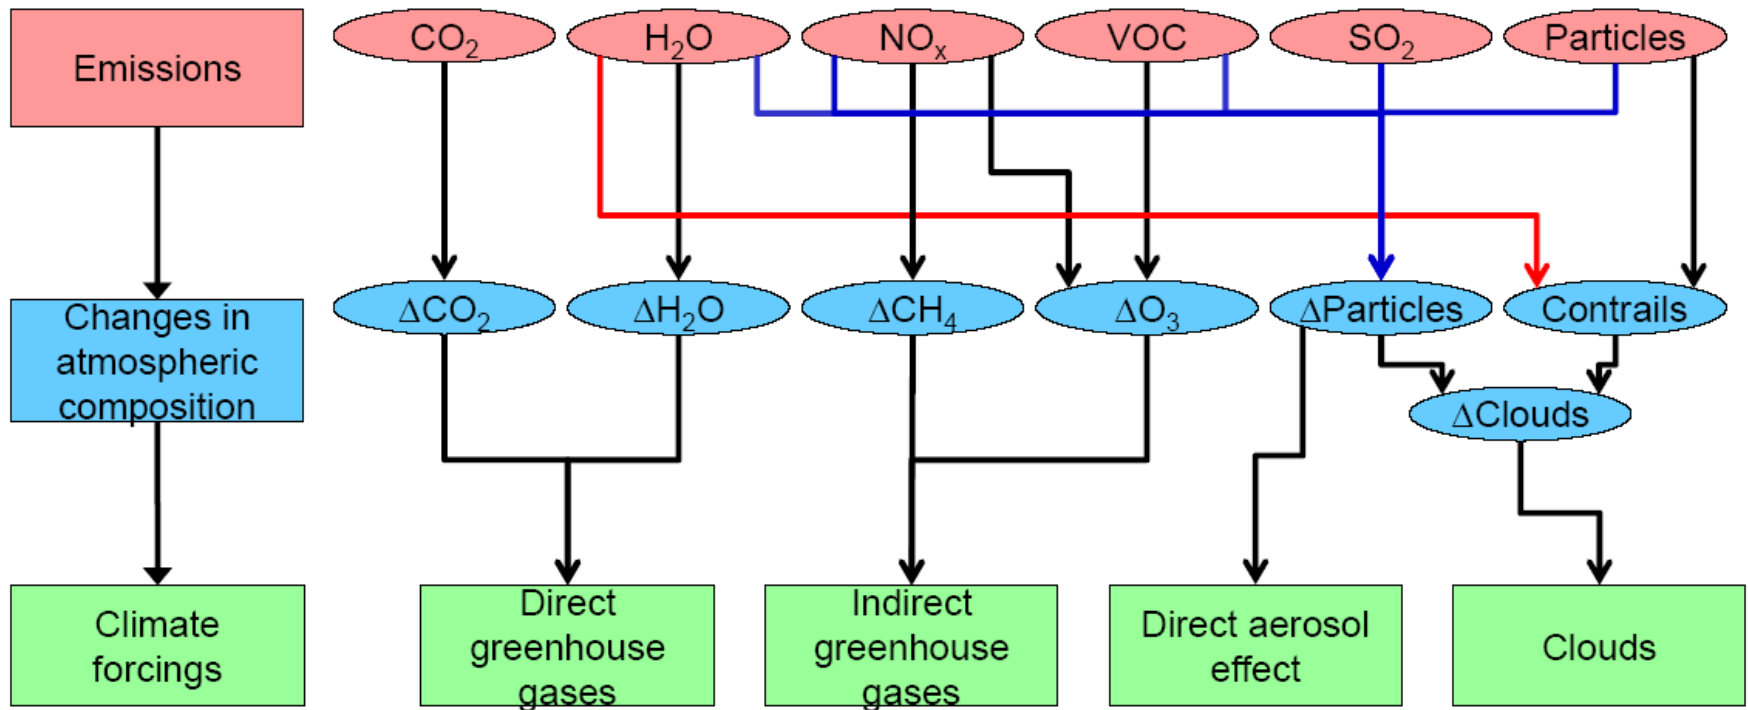 Emissions
CO₂
H₂O
NOₓ
VOC
SO₂
Particles
Changes in
atmospheric
composition
ΔCO₂
ΔH₂O
ΔCH₄
ΔO₃
ΔParticles
Contrails
ΔClouds
Climate
forcings
Direct
greenhouse
gases
Indirect
greenhouse
gases
Direct aerosol
effect
Clouds